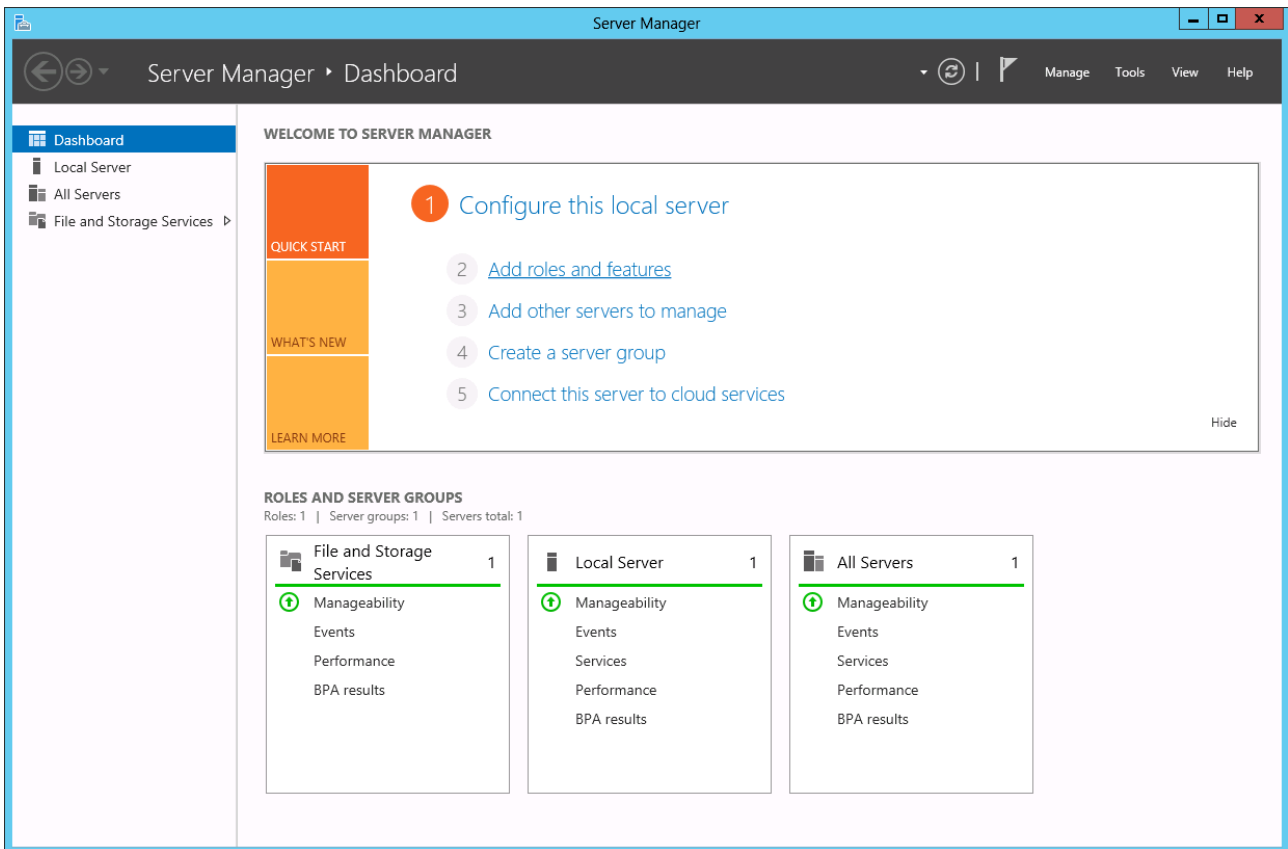 Server Manager
Server Manager ‣ Dashboard
Manage Tools View Help
Dashboard
Local Server
All Servers
File and Storage Services
WELCOME TO SERVER MANAGER
QUICK START
WHAT'S NEW
LEARN MORE
1 Configure this local server
2 Add roles and features
3 Add other servers to manage
4 Create a server group
5 Connect this server to cloud services
Hide
ROLES AND SERVER GROUPS
Roles: 1 | Server groups: 1 | Servers total: 1
File and Storage
Services 1
Manageability
Events
Performance
BPA results
Local Server 1
Manageability
Events
Services
Performance
BPA results
All Servers 1
Manageability
Events
Services
Performance
BPA results